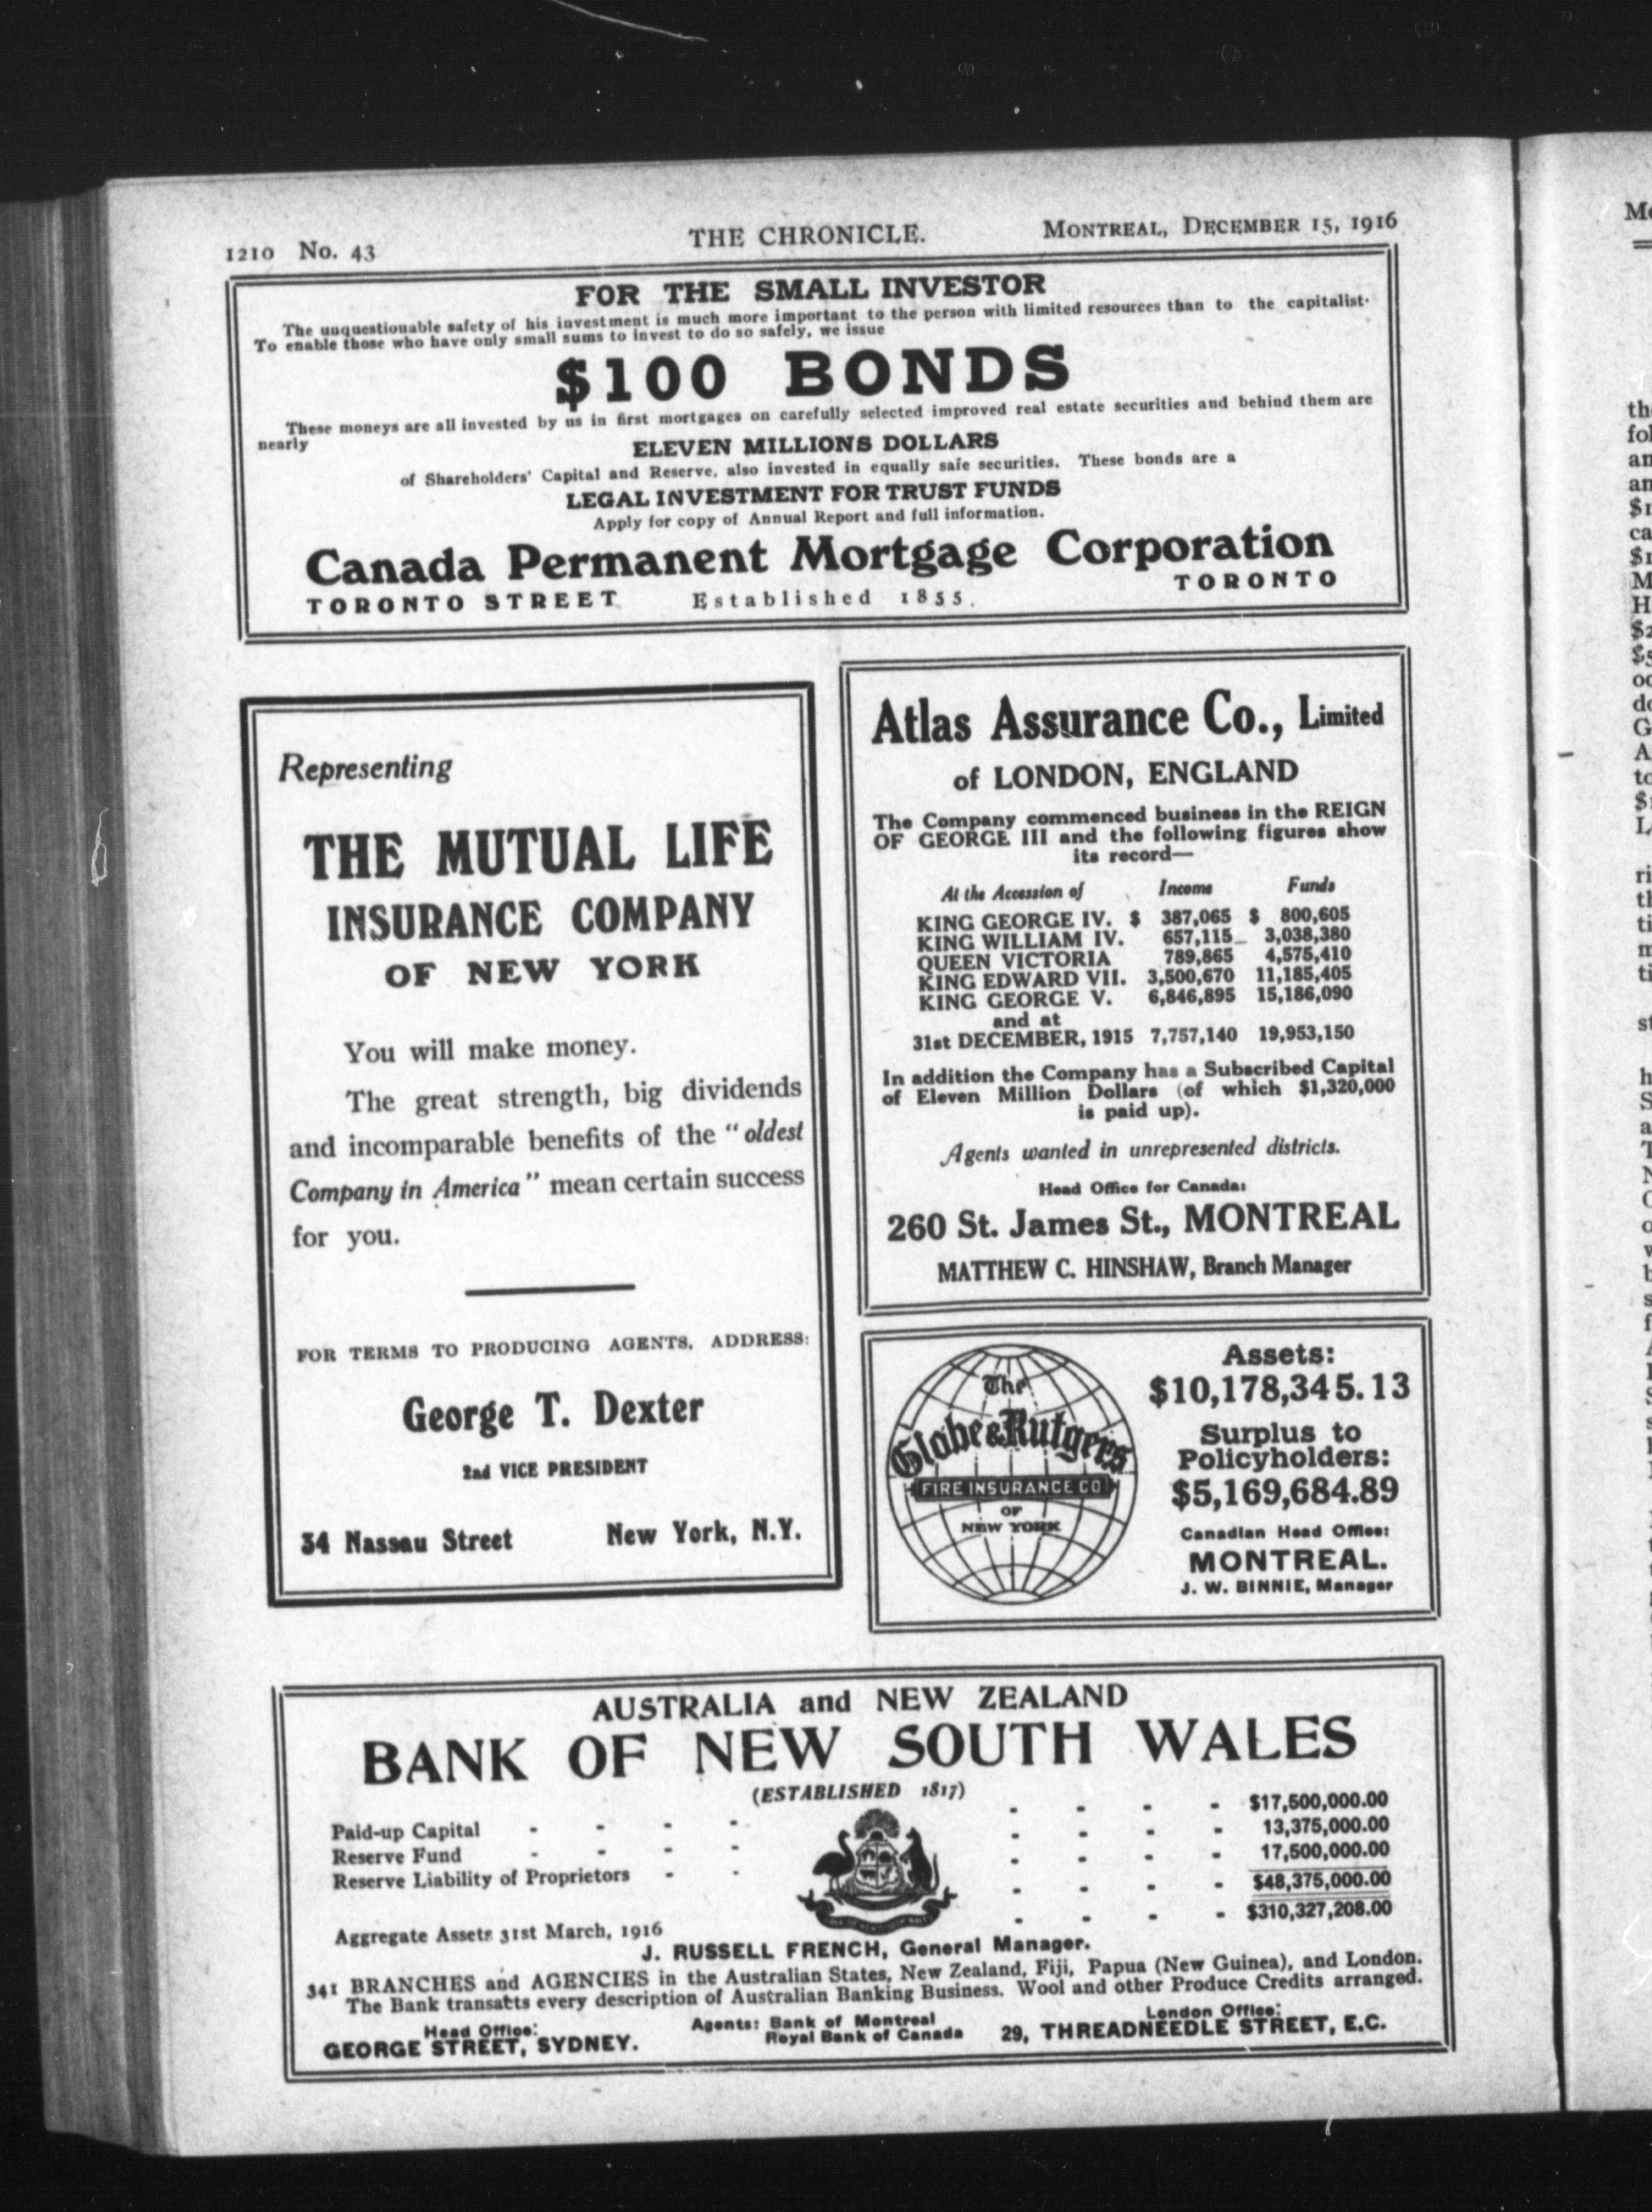 1210 No. 43 THE CHRONICLE. MONTREAL, DECEMBER 15, 1916
FOR THE SMALL INVESTOR
The unquestionable safety of his investment is much more important to the person with limited resources than to the capitalist.
To enable those who have only small sums to invest to do so safely, we issue
$100 BONDS
These moneys are all invested by us in first mortgages on carefully selected improved real estate securities and behind them are
nearly
ELEVEN MILLIONS DOLLARS
of Shareholders' Capital and Reserve, also invested in equally safe securities. These bonds are a
LEGAL INVESTMENT FOR TRUST FUNDS
Apply for copy of Annual Report and full information.
Canada Permanent Mortgage Corporation
TORONTO STREET Established 1855. TORONTO
Representing
THE MUTUAL LIFE
INSURANCE COMPANY
OF NEW YORK
You will make money.
The great strength, big dividends
and incomparable benefits of the "oldest
Company in America" mean certain success
for you.
FOR TERMS TO PRODUCING AGENTS, ADDRESS:
George T. Dexter
2nd VICE PRESIDENT
34 Nassau Street New York, N.Y.
Atlas Assurance Co., Limited
of LONDON, ENGLAND
The Company commenced business in the REIGN
OF GEORGE III and the following figures show
its record—
At the Accession of Income Funds
KING GEORGE IV. $ 387,065 $ 800,605
KING WILLIAM IV. 657,115 3,038,380
QUEEN VICTORIA 789,865 4,575,410
KING EDWARD VII. 3,500,670 11,185,405
KING GEORGE V. 6,846,895 15,186,090
and at
31st DECEMBER, 1915 7,757,140 19,953,150
In addition the Company has a Subscribed Capital
of Eleven Million Dollars (of which $1,320,000
is paid up).
Agents wanted in unrepresented districts.
Head Office for Canada:
260 St. James St., MONTREAL
MATTHEW C. HINSHAW, Branch Manager
The
Globe & Rutgers
FIRE INSURANCE CO
OF
NEW YORK
Assets:
$10,178,345.13
Surplus to
Policyholders:
$5,169,684.89
Canadian Head Office:
MONTREAL.
J. W. BINNIE, Manager
AUSTRALIA and NEW ZEALAND
BANK OF NEW SOUTH WALES
(ESTABLISHED 1817)
Paid-up Capital - - - - - - - - $17,500,000.00
Reserve Fund - - - - - - - - 13,375,000.00
Reserve Liability of Proprietors - - - - - - 17,500,000.00
- - - - $48,375,000.00
Aggregate Assets 31st March, 1916 - - - - $310,327,208.00
J. RUSSELL FRENCH, General Manager.
341 BRANCHES and AGENCIES in the Australian States, New Zealand, Fiji, Papua (New Guinea), and London.
The Bank transacts every description of Australian Banking Business. Wool and other Produce Credits arranged.
Head Office:
GEORGE STREET, SYDNEY.
Agents: Bank of Montreal
Royal Bank of Canada
London Office:
29, THREADNEEDLE STREET, E.C.